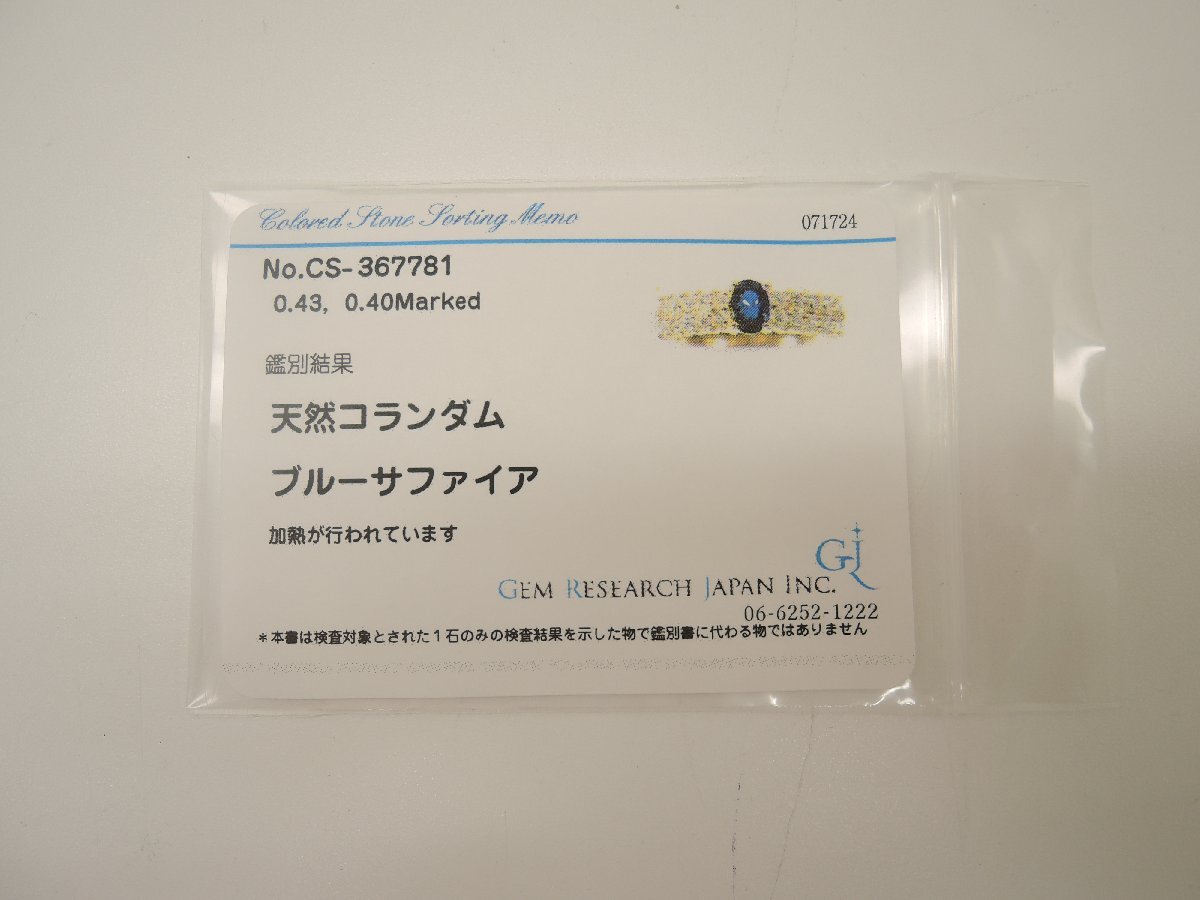 Colored Stone Sorting Memo 071724
No.CS-367781
0.43, 0.40Marked
鑑別結果
天然コランダム
ブルーサファイア
加熱が行われています
GJ
GEM RESEARCH JAPAN INC.
06-6252-1222
*本書は検査対象とされた1石のみの検査結果を示した物で鑑別書に代わる物ではありません